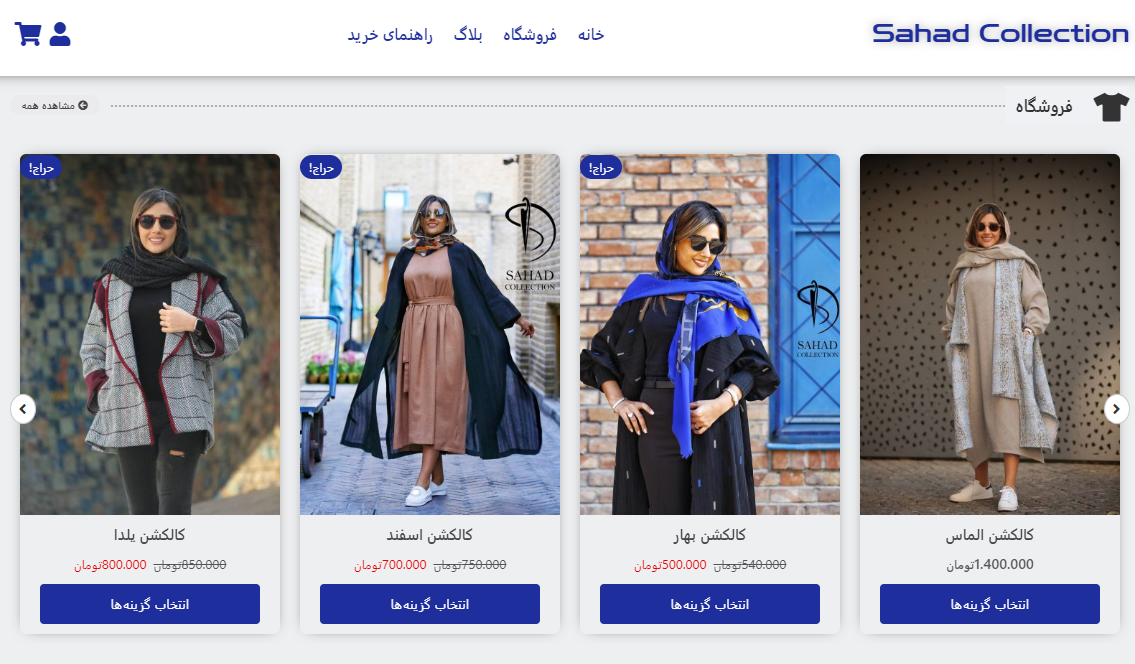 Sahad Collection
خانه
فروشگاه
بلاگ
راهنمای خرید
فروشگاه
مشاهده همه
SAHAD
COLLECTION
کالکشن الماس
1.400.000تومان
انتخاب گزینه‌ها
حراج!
SAHAD
COLLECTION
کالکشن بهار
540.000تومان 500.000تومان
انتخاب گزینه‌ها
حراج!
کالکشن اسفند
750.000تومان 700.000تومان
انتخاب گزینه‌ها
حراج!
کالکشن یلدا
850.000تومان 800.000تومان
انتخاب گزینه‌ها